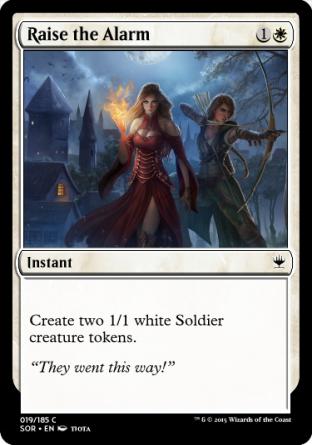 Raise the Alarm 1
Instant
Create two 1/1 white Soldier
creature tokens.
“They went this way!”
019/185 C
SOR • EN TIOTA
™ & © 2015 Wizards of the Coast